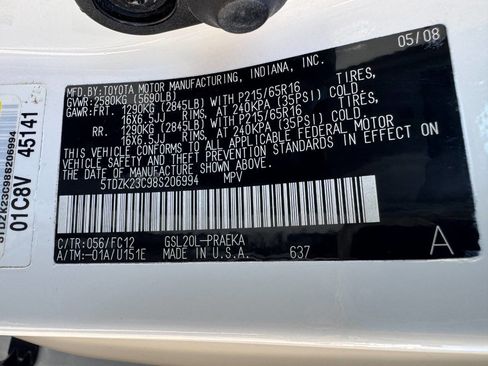 05/08
MFD.BY:TOYOTA MOTOR MANUFACTURING, INDIANA, INC.
GVWR:2580KG (5690LB)
GAWR:FRT. 1290KG (2845LB) WITH P215/65R16 TIRES,
16X6.5JJ RIMS, AT 240KPA (35PSI) COLD
RR. 1290KG (2845LB) WITH P215/65R16 TIRES,
16X6.5JJ RIMS, AT 240KPA (35PSI) COLD
THIS VEHICLE CONFORMS TO ALL APPLICABLE FEDERAL MOTOR
VEHICLE SAFETY AND THEFT PREVENTION STANDARDS IN EFFECT
ON THE DATE OF MANUFACTURE SHOWN ABOVE.
5TDZK23C98S206994 MPV
C/TR:056/FC12 GSL20L-PRAEKA
A/TM:-01A/U151E MADE IN U.S.A. 637
A
5TDZK23C98S206994
01C8V 45141